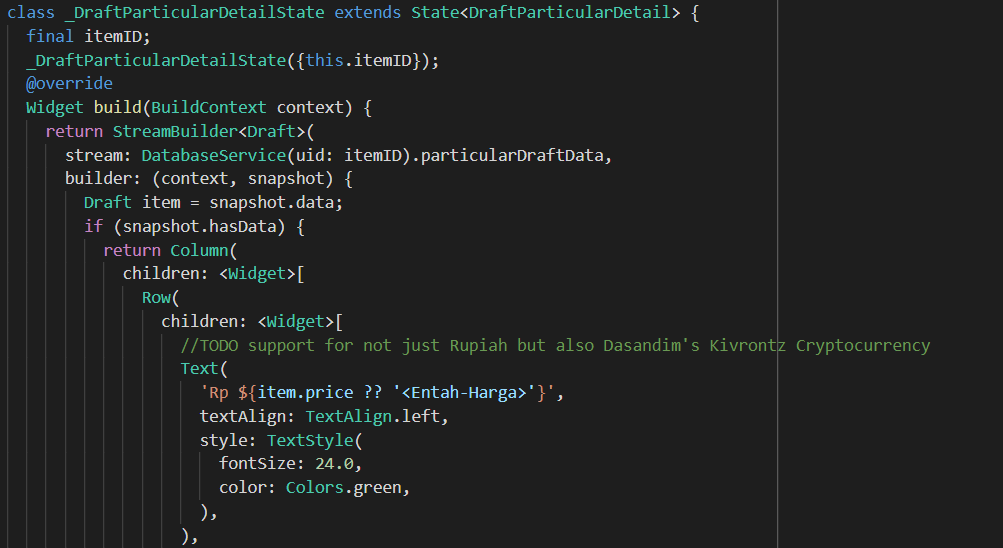 class _DraftParticularDetailState extends State<DraftParticularDetail> {
final itemID;
_DraftParticularDetailState({this.itemID});
@override
Widget build(BuildContext context) {
return StreamBuilder<Draft>(
stream: DatabaseService(uid: itemID).particularDraftData,
builder: (context, snapshot) {
Draft item = snapshot.data;
if (snapshot.hasData) {
return Column(
children: <Widget>[
Row(
children: <Widget>[
//TODO support for not just Rupiah but also Dasandim's Kivrontz Cryptocurrency
Text(
'Rp ${item.price ?? '<Entah-Harga>'}',
textAlign: TextAlign.left,
style: TextStyle(
fontSize: 24.0,
color: Colors.green,
),
),